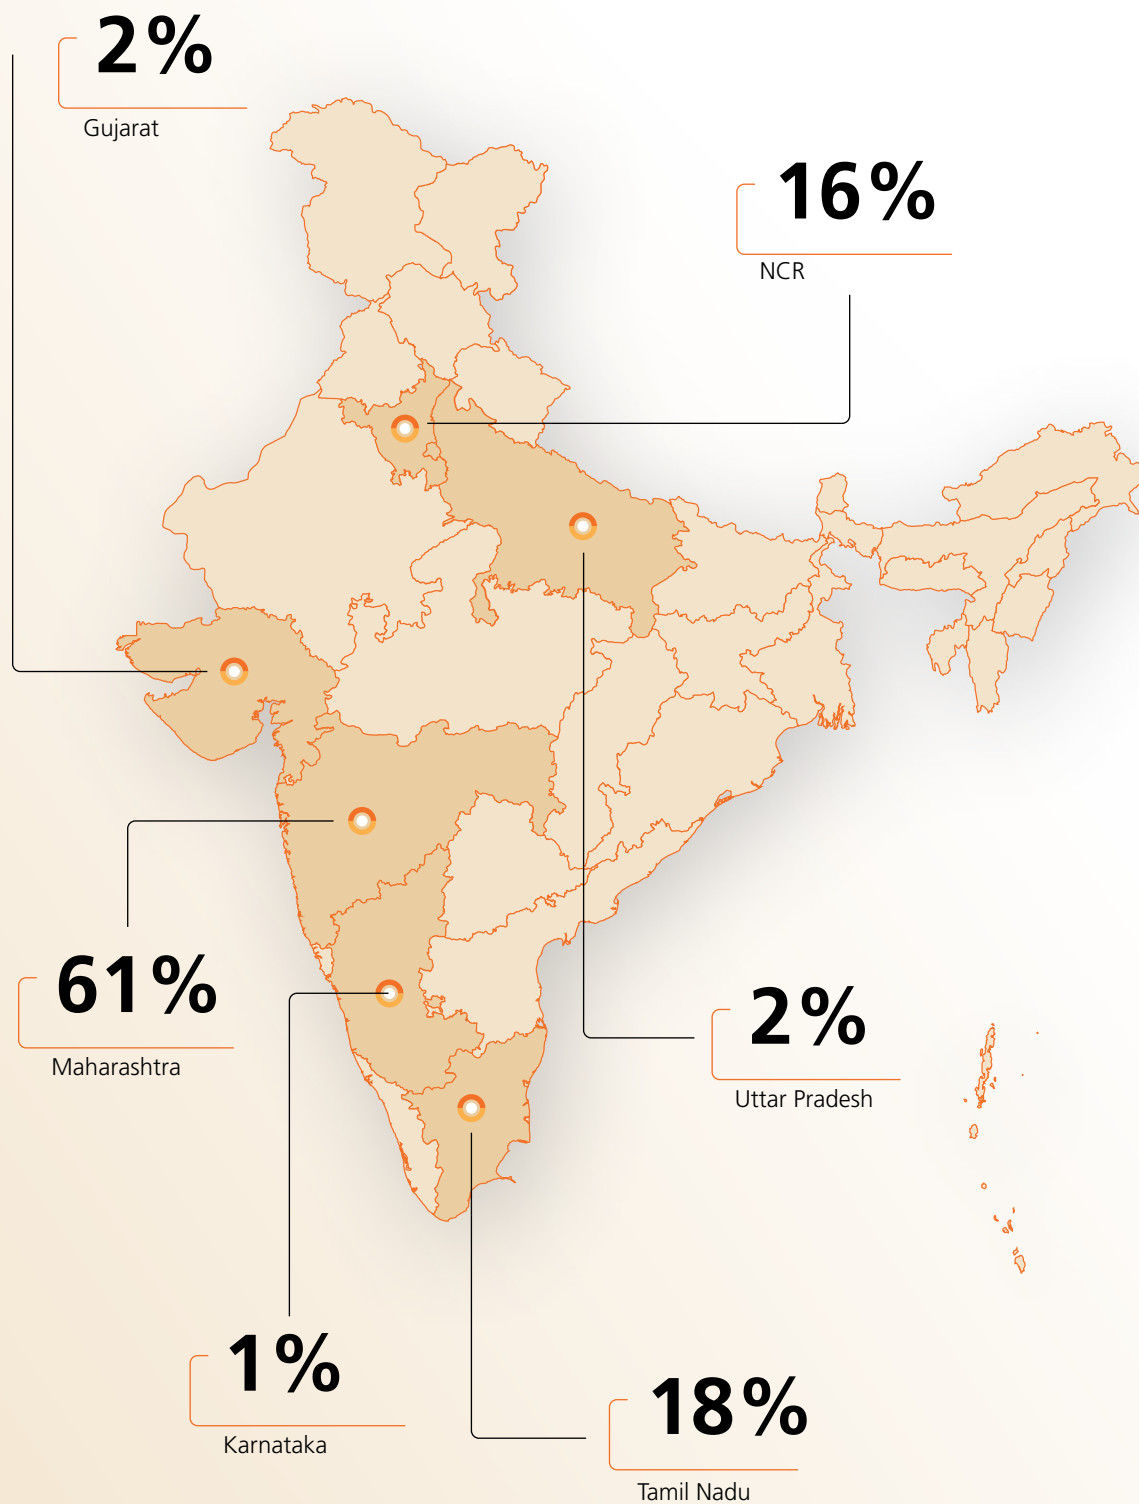 2%
Gujarat
16%
NCR
61%
Maharashtra
2%
Uttar Pradesh
1%
Karnataka
18%
Tamil Nadu